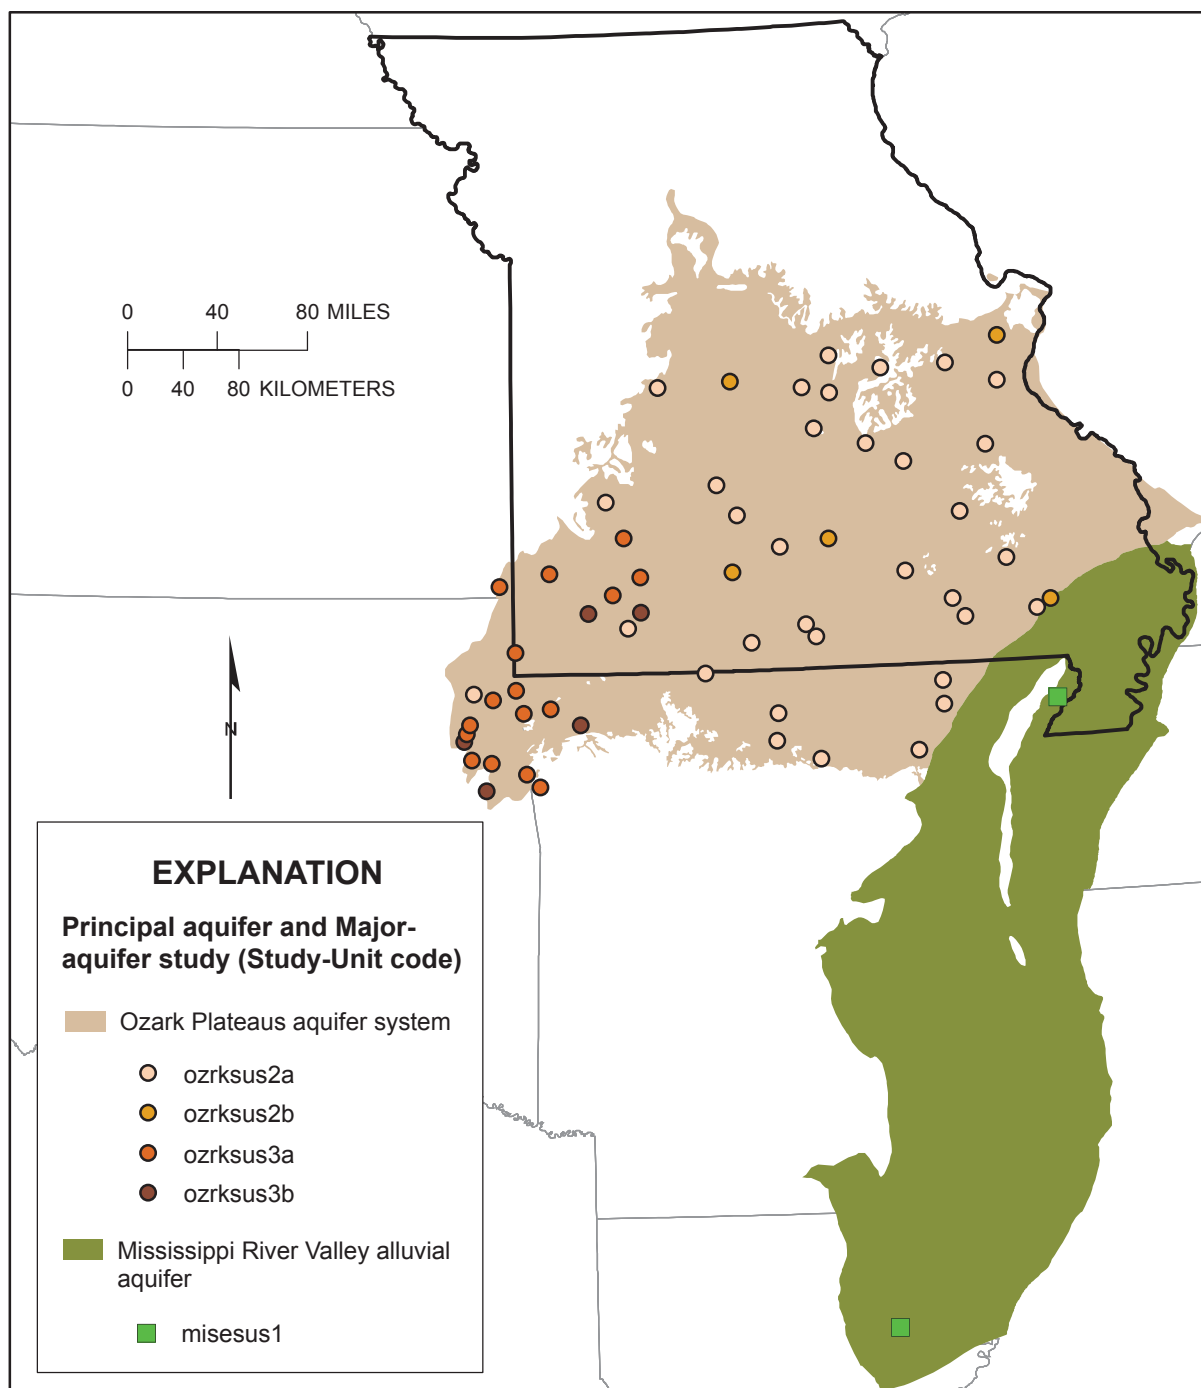 0 40 80 MILES
0 40 80 KILOMETERS
N
EXPLANATION
Principal aquifer and Major-
aquifer study (Study-Unit code)
Ozark Plateaus aquifer system
ozrksus2a
ozrksus2b
ozrksus3a
ozrksus3b
Mississippi River Valley alluvial
aquifer
misesus1